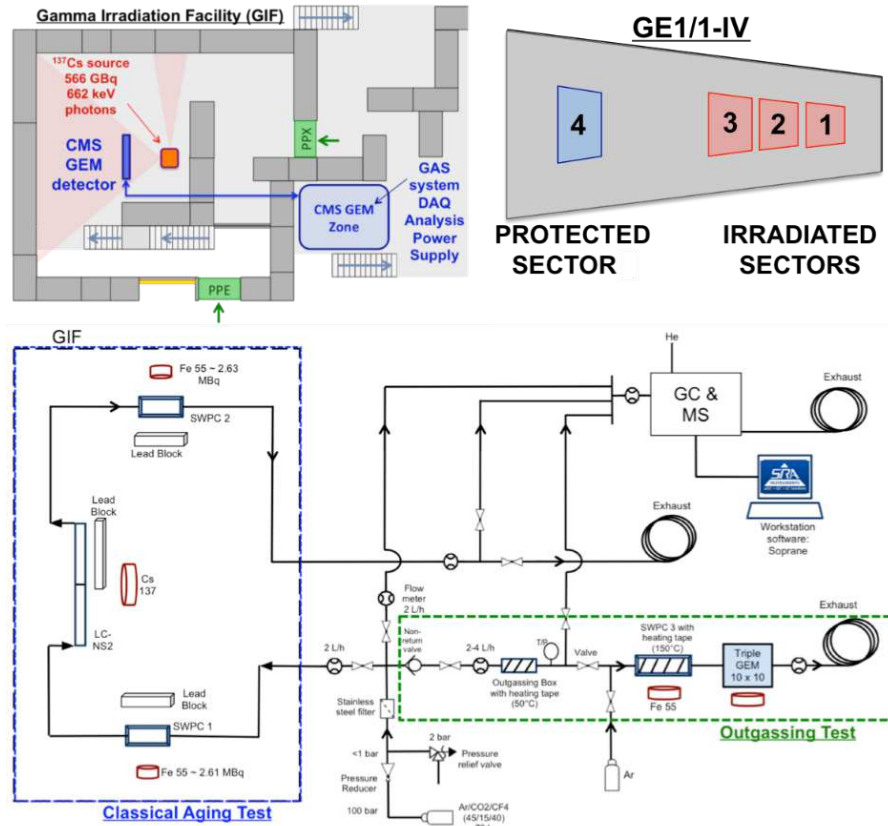 Gamma Irradiation Facility (GIF)
137Cs source
566 GBq
662 keV
photons
CMS
GEM
detector
PPX
CMS GEM
Zone
GAS
system
DAQ
Analysis
Power
Supply
PPE
GE1/1-IV
4
3
2
1
PROTECTED
SECTOR
IRRADIATED
SECTORS
GIF
Fe 55 ~ 2.63
MBq
SWPC 2
Lead Block
Lead
Block
Cs
137
LC-
NS2
Lead
Block
SWPC 1
Fe 55 ~ 2.61 MBq
Classical Aging Test
He
GC &
MS
Exhaust
SRA
INSTRUMENTS
Workstation
software:
Soprane
Exhaust
Flow
meter
2 L/h
2 L/h
Non-
return
valve
2-4 L/h
T/P
Outgassing Box
with heating tape
(50°C)
Valve
SWPC 3 with
heating tape
(150°C)
Fe 55
Triple
GEM
10 x 10
Exhaust
Outgassing Test
Stainless
steel filter
<1 bar
2 bar
Pressure
relief valve
Pressure
Reducer
100 bar
Ar/CO2/CF4
(45/15/40)
Ar